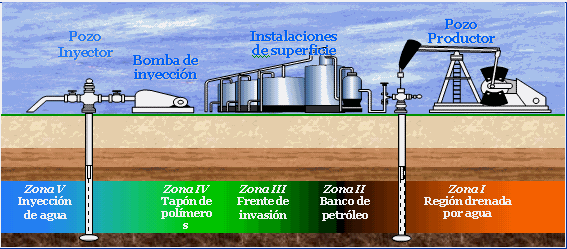 Pozo
Inyector
Bomba de
inyección
Instalaciones
de superficie
Pozo
Productor
Zona V
Inyección
de agua
Zona IV
Tapón de
polímero
s
Zona III
Frente de
invasión
Zona II
Banco de
petróleo
Zona I
Región drenada
por agua